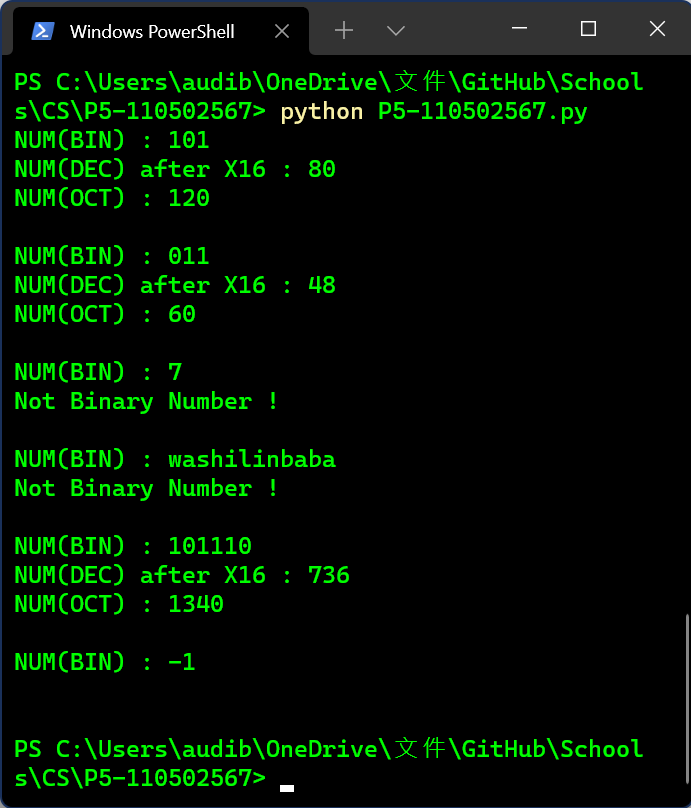 Windows PowerShell
PS C:\Users\audib\OneDrive\文件\GitHub\School
s\CS\P5-110502567> python P5-110502567.py
NUM(BIN) : 101
NUM(DEC) after X16 : 80
NUM(OCT) : 120
NUM(BIN) : 011
NUM(DEC) after X16 : 48
NUM(OCT) : 60
NUM(BIN) : 7
Not Binary Number !
NUM(BIN) : washilinbaba
Not Binary Number !
NUM(BIN) : 101110
NUM(DEC) after X16 : 736
NUM(OCT) : 1340
NUM(BIN) : -1
PS C:\Users\audib\OneDrive\文件\GitHub\School
s\CS\P5-110502567>